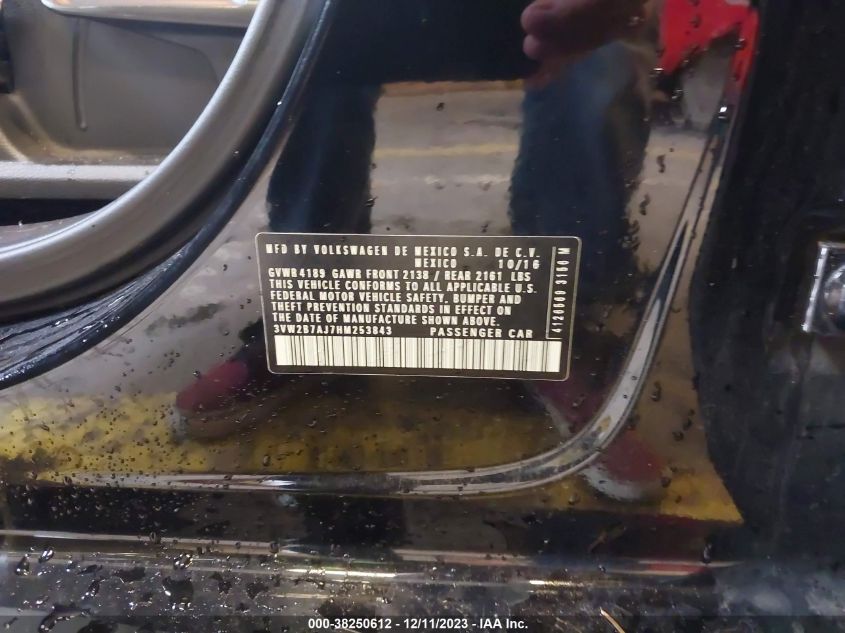 MFD BY VOLKSWAGEN DE MEXICO S.A. DE C.V.
MEXICO 10/16
GVWR 4189 GAWR FRONT 2138 / REAR 2161 LBS
THIS VEHICLE CONFORMS TO ALL APPLICABLE U.S.
FEDERAL MOTOR VEHICLE SAFETY, BUMPER AND
THEFT PREVENTION STANDARDS IN EFFECT ON
THE DATE OF MANUFACTURE SHOWN ABOVE.
3VW2B7AJ7HM253843 PASSENGER CAR
000-38250612 - 12/11/2023 - IAA Inc.